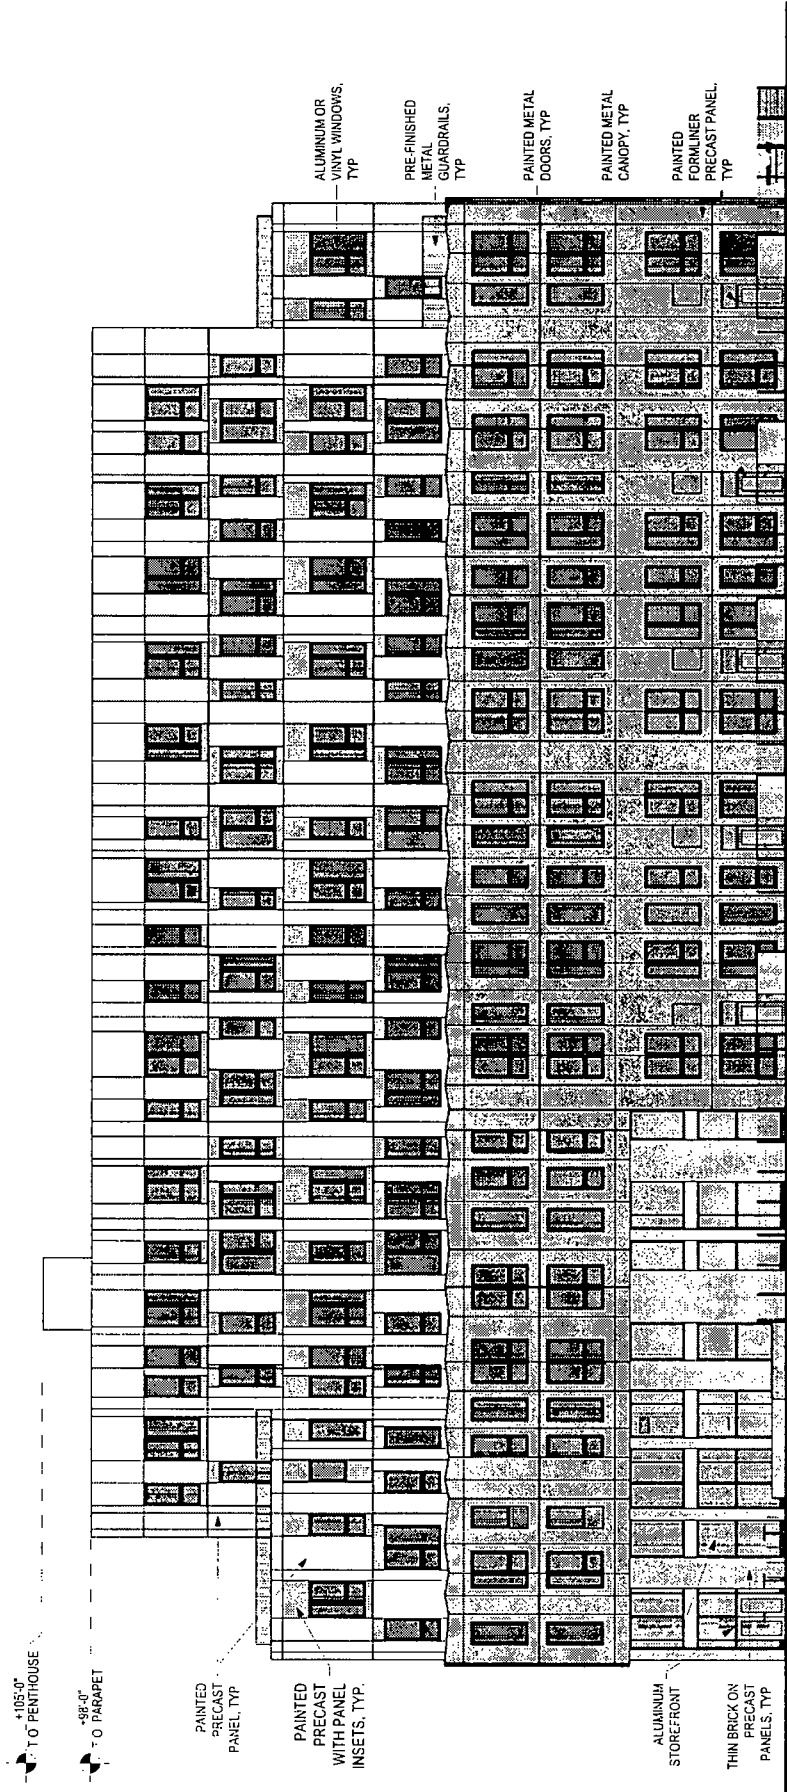 ALUMINUM OR
VINYL WINDOWS,
TYP
PRE-FINISHED
METAL
GUARDRAILS,
TYP
PAINTED METAL
DOORS, TYP
PAINTED METAL
CANOPY, TYP
PAINTED
FORMLINER
PRECAST PANEL,
TYP
+105'-0"
T O PENTHOUSE
+98'-0"
T O PARAPET
PAINTED
PRECAST
PANEL, TYP
PAINTED
PRECAST
WITH PANEL
INSETS, TYP.
ALUMINUM
STOREFRONT
THIN BRICK ON
PRECAST
PANELS, TYP